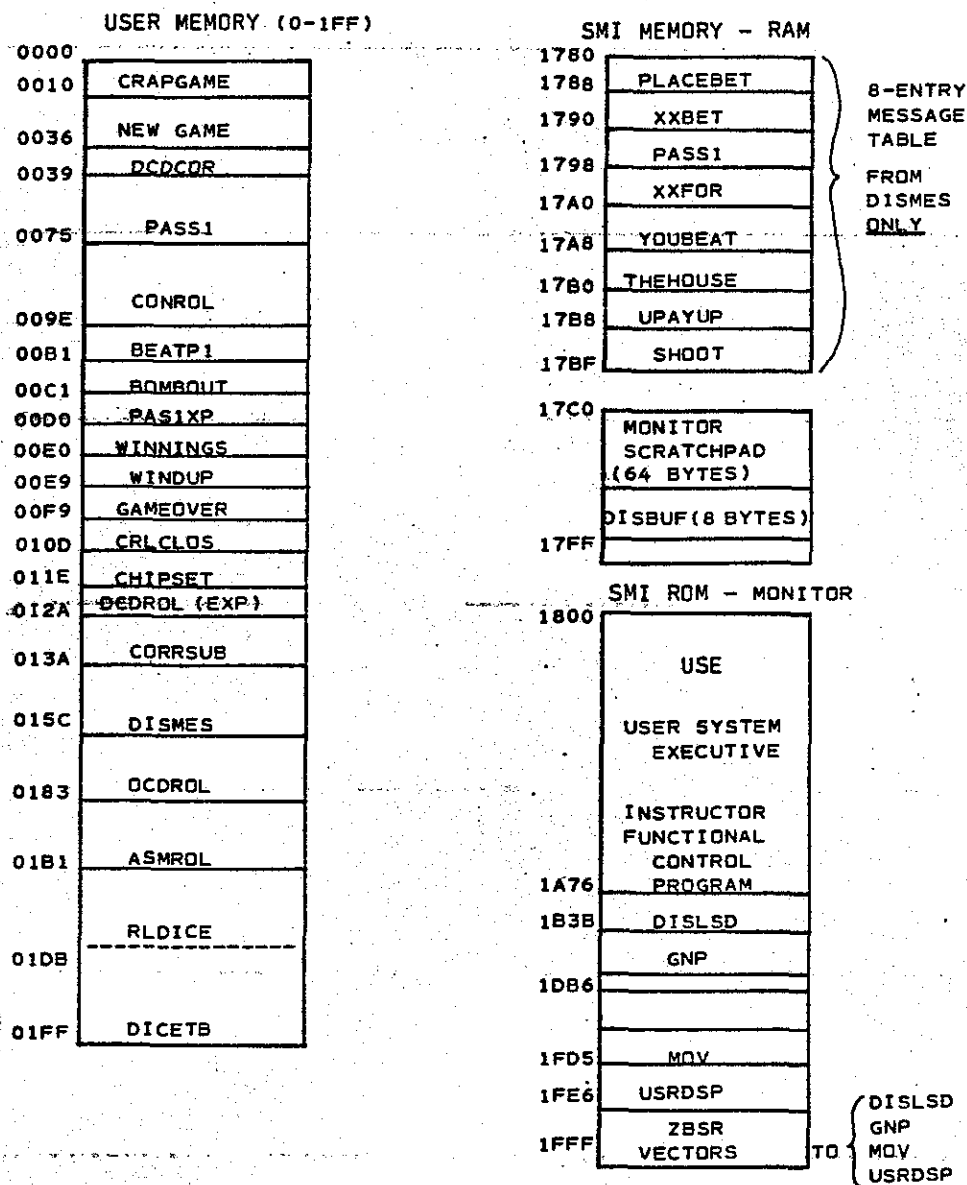 USER MEMORY (0-1FF)
0000
0010 CRAPGAME
0036 NEW GAME
0039 DCDCOR
0075 PASS1
009E CONROL
00B1 BEATP1
00C1 BOMBOUT
00D0 PAS1XP
00E0 WINNINGS
00E9 WINDUP
00F9 GAMEOVER
010D CRLCLOS
011E CHIPSET
012A DCDROL (EXP)
013A CORRSUB
015C DISMES
0183 OCDROL
01B1 ASMROL
RLDICE
01DB
01FF DICETB
SMI MEMORY - RAM
1780
1788 PLACEBET
1790 XXBET
1798 PASS1
17A0 XXFOR
17A8 YOUBEAT
17B0 THEHOUSE
17B8 UPAYUP
17BF SHOOT
8-ENTRY
MESSAGE
TABLE
FROM
DISMES
ONLY
17C0
MONITOR
SCRATCHPAD
(64 BYTES)
DISBUF(8 BYTES)
17FF
SMI ROM - MONITOR
1800
USE
USER SYSTEM
EXECUTIVE
INSTRUCTOR
FUNCTIONAL
CONTROL
1A76 PROGRAM
1B3B DISLSD
GNP
1DB6
1FD5 MOV
1FE6 USRDSP
ZBSR
1FFF VECTORS TO
DISLSD
GNP
MOV
USRDSP